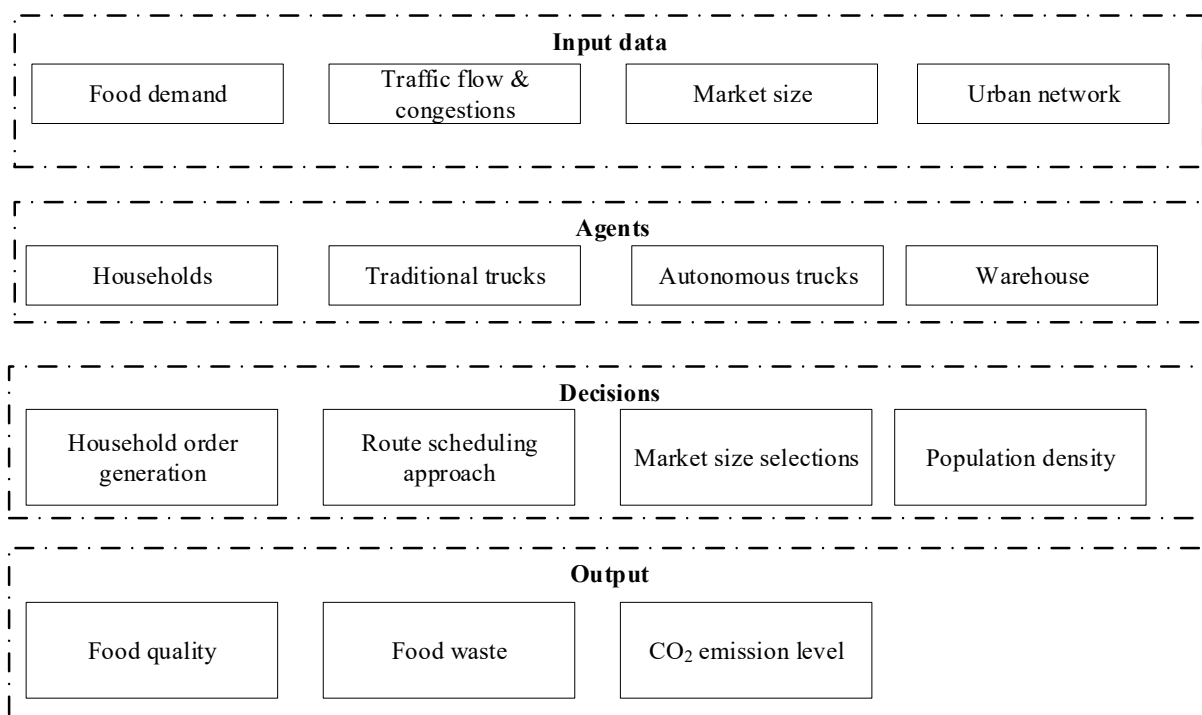 Input data
Food demand
Traffic flow &
congestions
Market size
Urban network
Agents
Households
Traditional trucks
Autonomous trucks
Warehouse
Decisions
Household order
generation
Route scheduling
approach
Market size selections
Population density
Output
Food quality
Food waste
CO₂ emission level